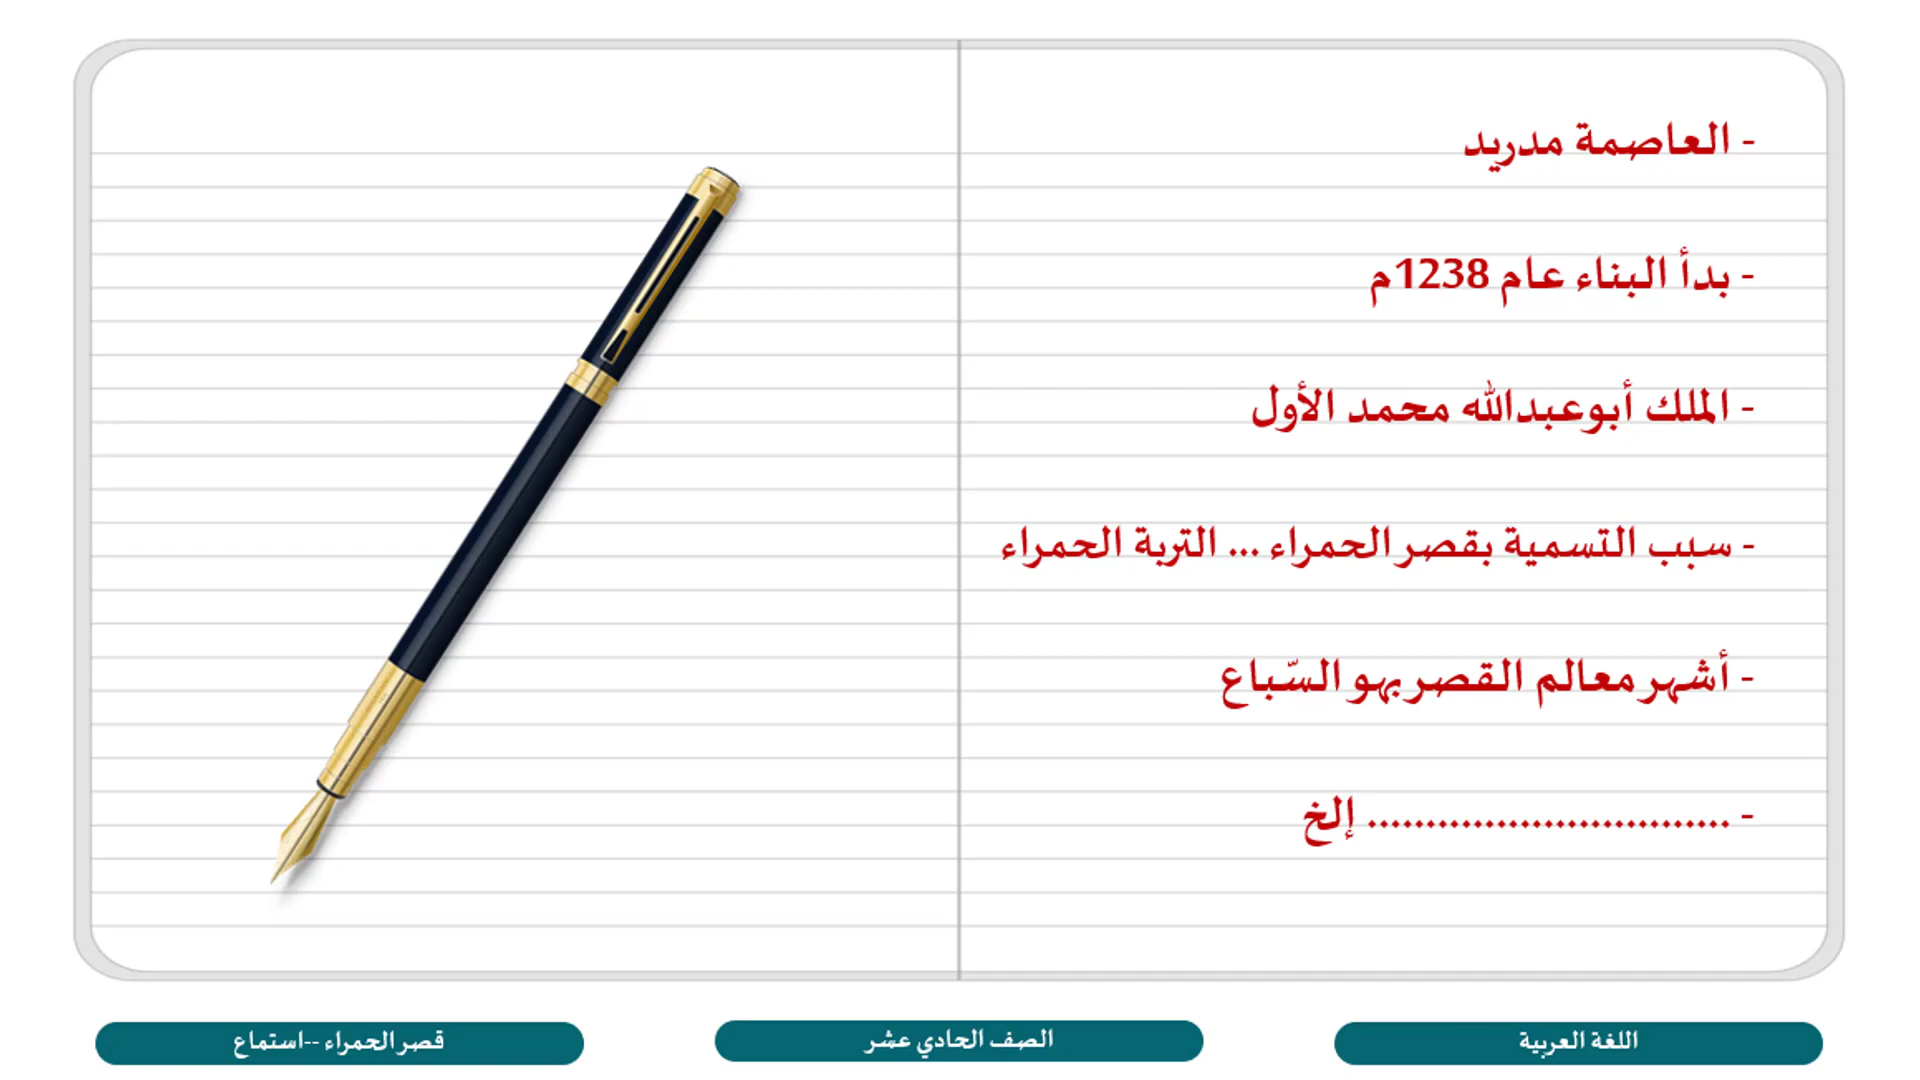 - العاصمة مدريد
- بدأ البناء عام 1238م
- الملك أبوعبدالله محمد الأول
- سبب التسمية بقصر الحمراء ... التربة الحمراء
- أشهر معالم القصر بهو السّباع
- ............................... إلخ
اللغة العربية
الصف الحادي عشر
قصر الحمراء --استماع